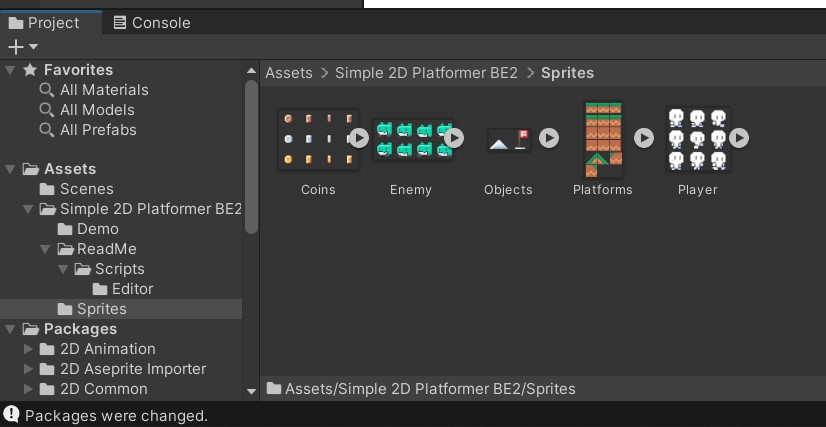 Project
Console
Favorites
All Materials
All Models
All Prefabs
Assets
Scenes
Simple 2D Platformer BE2
Demo
ReadMe
Scripts
Editor
Sprites
Packages
2D Animation
2D Aseprite Importer
2D Common
Assets > Simple 2D Platformer BE2 > Sprites
Coins
Enemy
Objects
Platforms
Player
Assets/Simple 2D Platformer BE2/Sprites
Packages were changed.